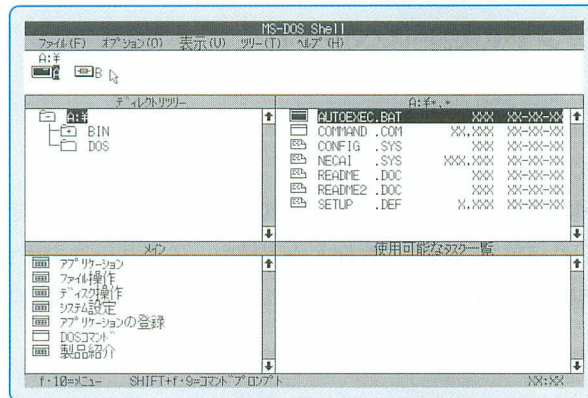 MS-DOS Shell
ファイル(F) オプション(O) 表示(V) ツリー(T) ヘルプ(H)
A:¥
A B
ディレクトリツリー
A:¥
BIN
DOS
A:¥*.*
AUTOEXEC.BAT XXX XX-XX-XX
COMMAND .COM XX,XXX XX-XX-XX
CONFIG .SYS XXX XX-XX-XX
NECAI .SYS XXX,XXX XX-XX-XX
README .DOC XXX XX-XX-XX
README2 .DOC XXX XX-XX-XX
SETUP .DEF X,XXX XX-XX-XX
メイン
アプリケーション
ファイル操作
ディスク操作
システム設定
アプリケーションの登録
DOSコマンド
製品紹介
使用可能なタスク一覧
f・10=メニュー SHIFT+f・9=コマンドプロンプト XX:XX